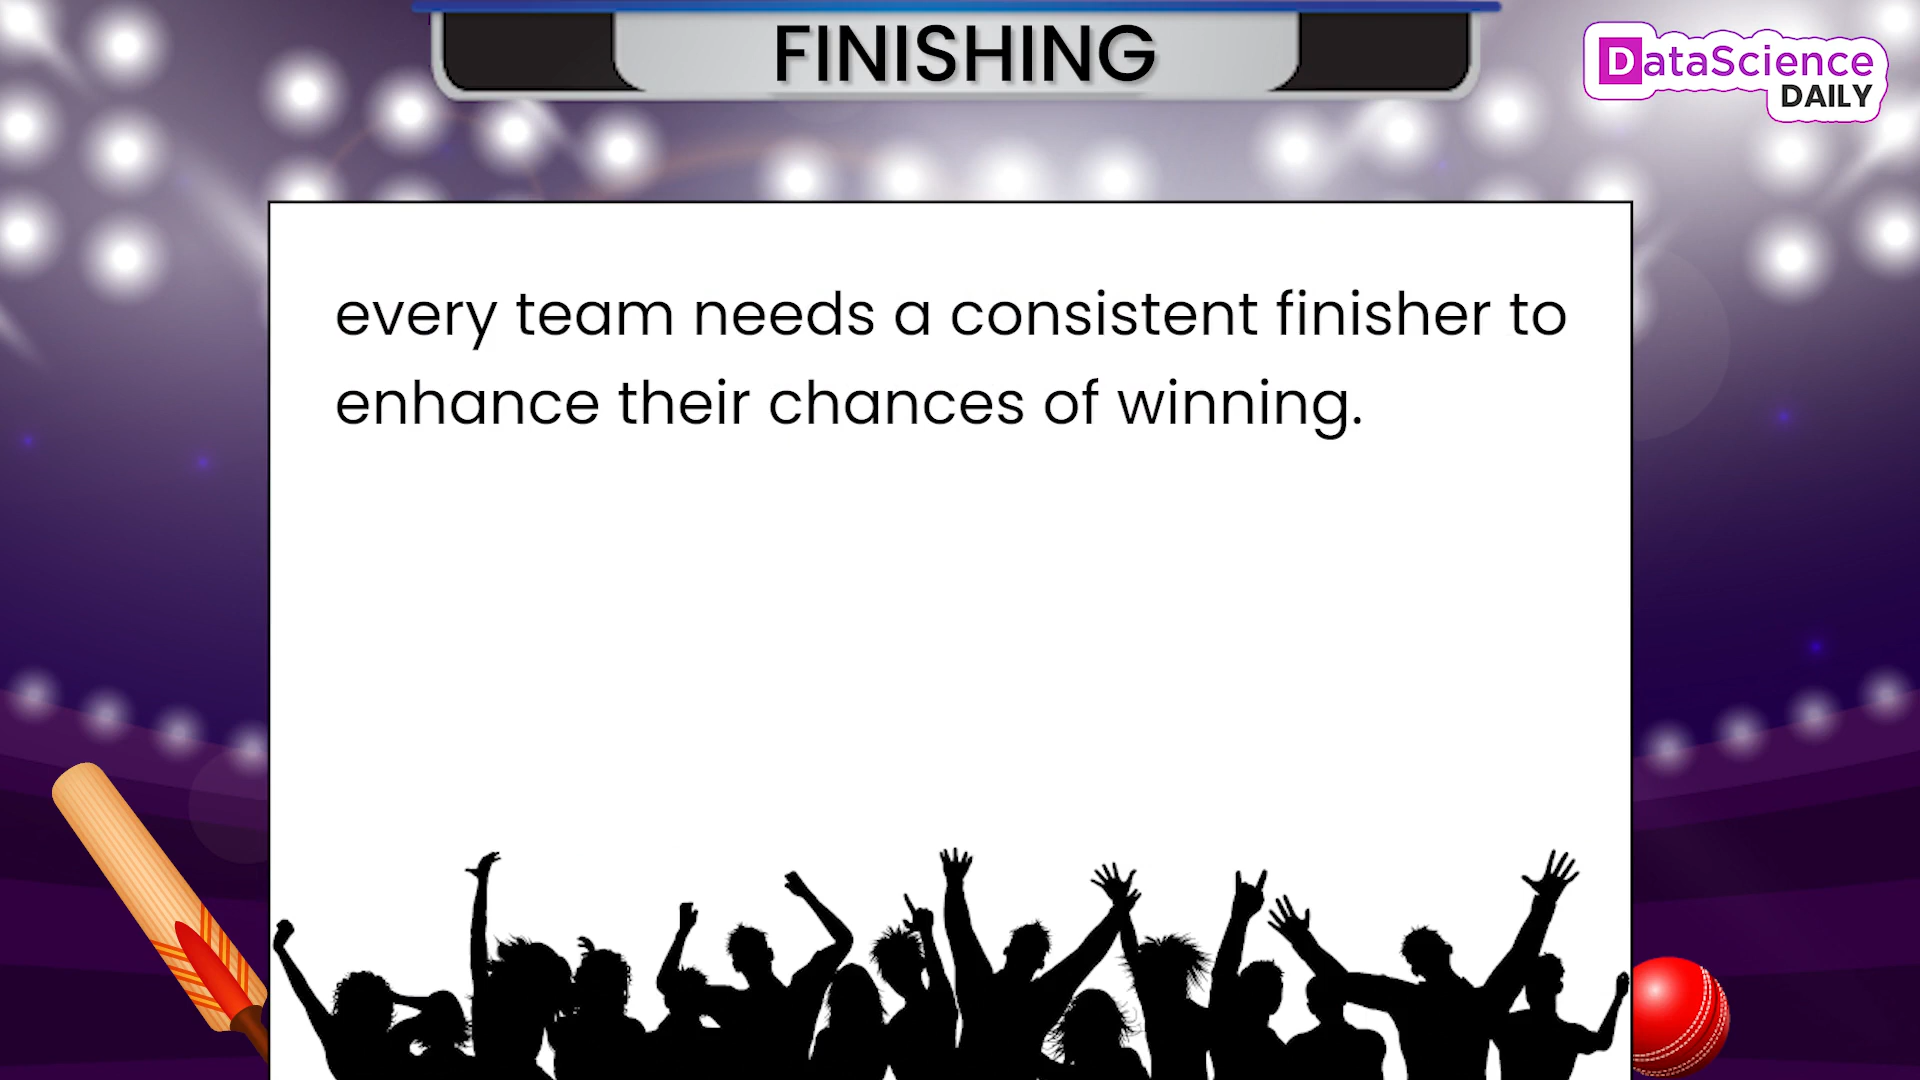 FINISHING
DataScience
DAILY
every team needs a consistent finisher to
enhance their chances of winning.